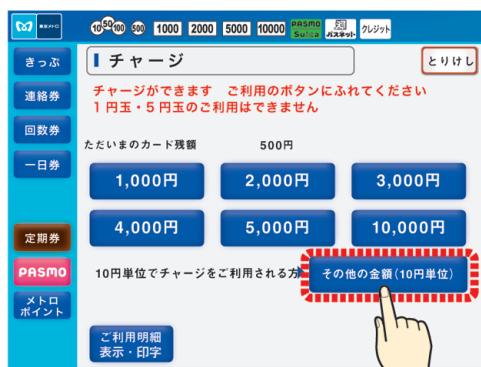 東京メトロ 10 50 100 500 1000 2000 5000 10000 PASMO Suica パスネット クレジット
きっぷ
連絡券
回数券
一日券
定期券
PASMO
メトロ
ポイント
チャージ
とりけし
チャージができます ご利用のボタンにふれてください
1円玉・5円玉のご利用はできません
ただいまのカード残額 500円
1,000円 2,000円 3,000円
4,000円 5,000円 10,000円
10円単位でチャージをご利用される方 その他の金額(10円単位)
ご利用明細
表示・印字